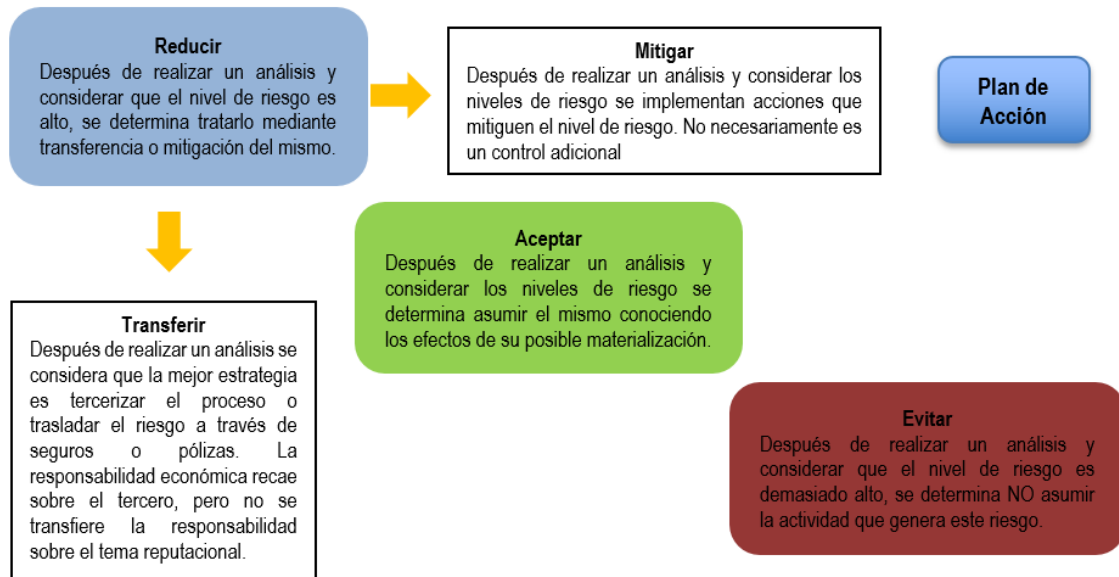 Reducir
Después de realizar un análisis y
considerar que el nivel de riesgo es
alto, se determina tratarlo mediante
transferencia o mitigación del mismo.
Mitigar
Después de realizar un análisis y considerar los
niveles de riesgo se implementan acciones que
mitiguen el nivel de riesgo. No necesariamente es
un control adicional
Plan de
Acción
Aceptar
Después de realizar un análisis y
considerar los niveles de riesgo se
determina asumir el mismo conociendo
los efectos de su posible materialización.
Transferir
Después de realizar un análisis se
considera que la mejor estrategia
es tercerizar el proceso o
trasladar el riesgo a través de
seguros o pólizas. La
responsabilidad económica recae
sobre el tercero, pero no se
transfiere la responsabilidad
sobre el tema reputacional.
Evitar
Después de realizar un análisis y
considerar que el nivel de riesgo es
demasiado alto, se determina NO asumir
la actividad que genera este riesgo.